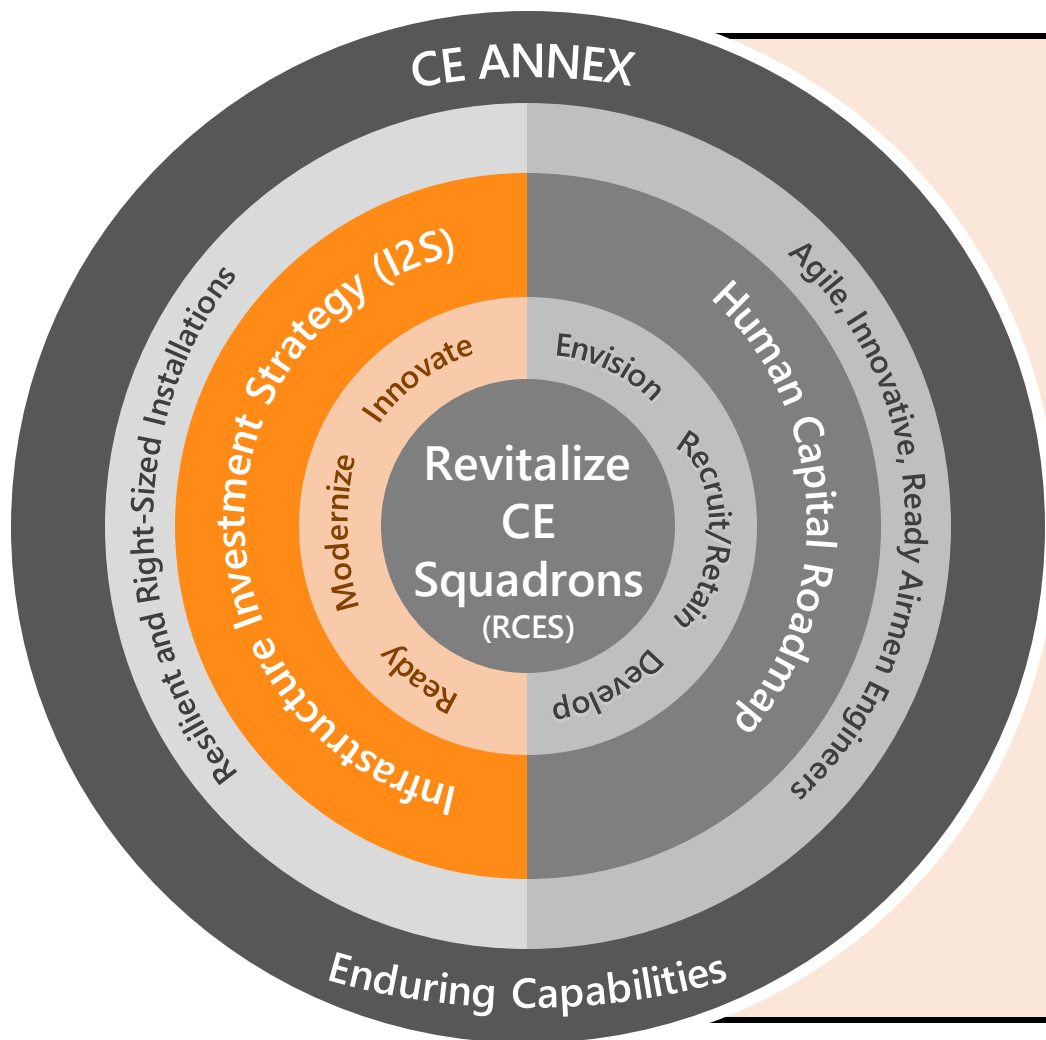 CE ANNEX
Resilient and Right-Sized Installations
Infrastructure Investment Strategy (I2S)
Ready
Modernize
Innovate
Revitalize
CE
Squadrons
(RCES)
Envision
Recruit/Retain
Develop
Human Capital Roadmap
Agile, Innovative, Ready Airmen Engineers
Enduring Capabilities